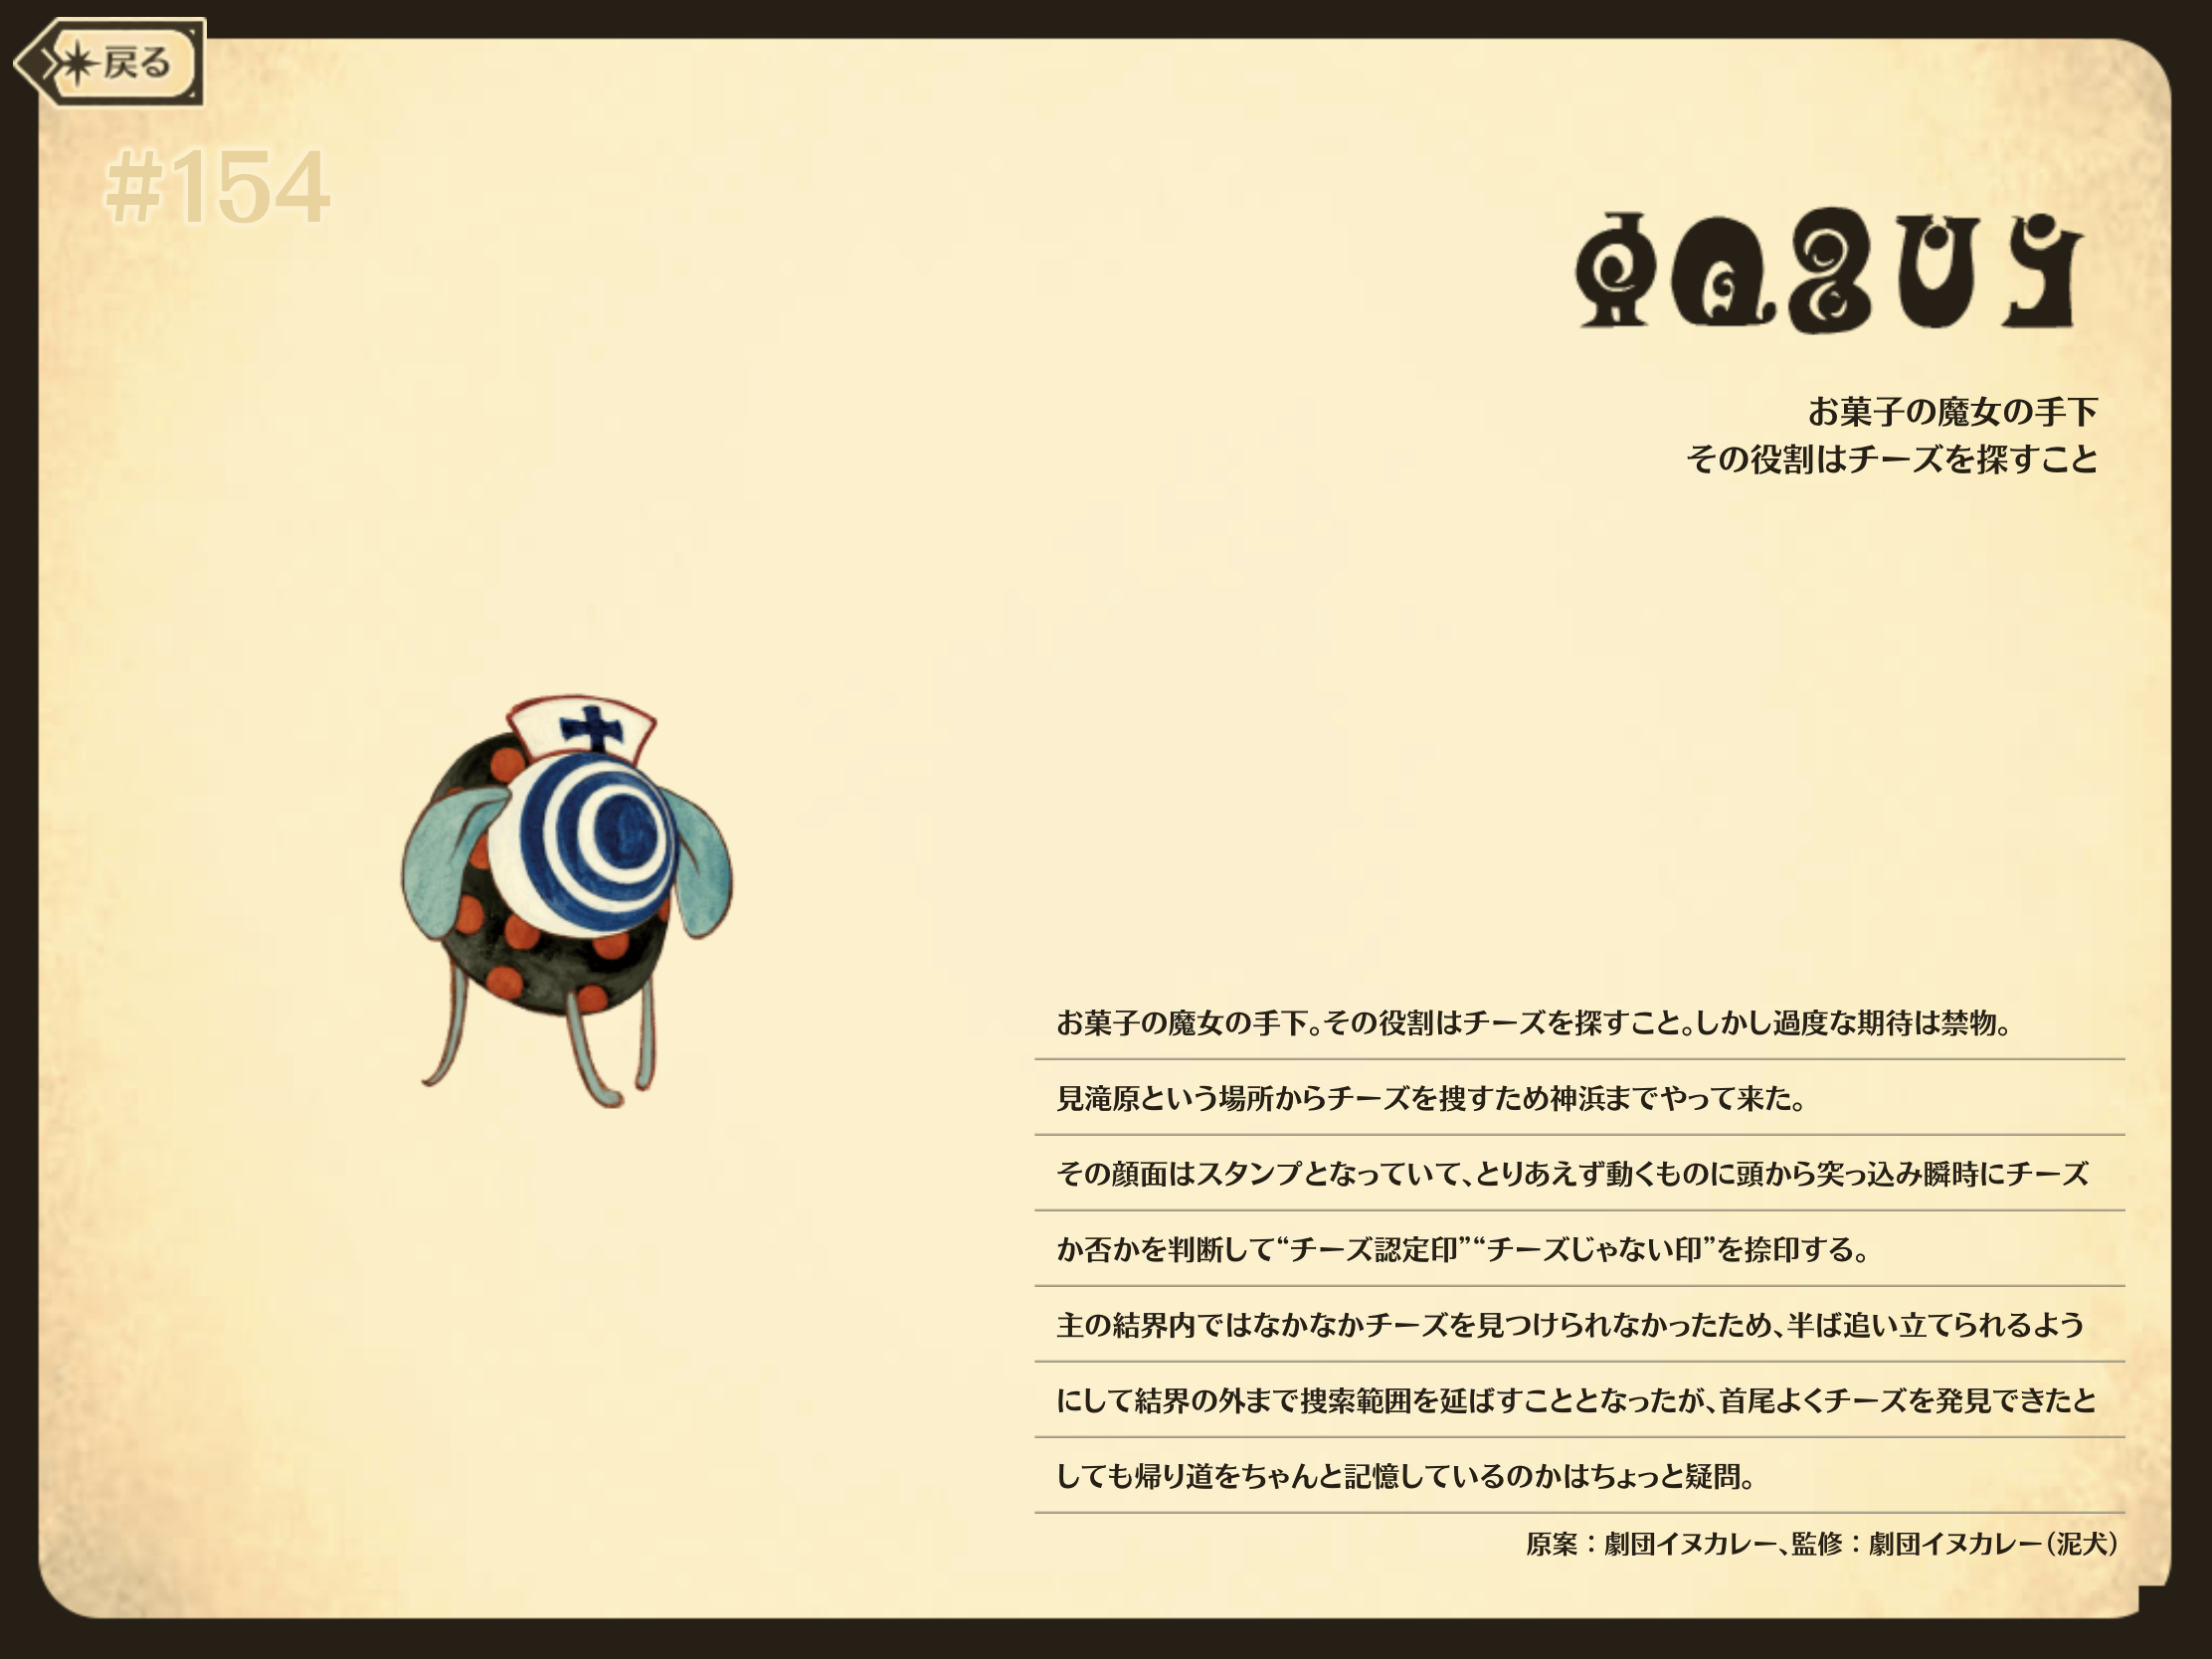 戻る
#154
お菓子の魔女の手下
その役割はチーズを探すこと
お菓子の魔女の手下。その役割はチーズを探すこと。しかし過度な期待は禁物。
見滝原という場所からチーズを捜すため神浜までやって来た。
その顔面はスタンプとなっていて、とりあえず動くものに頭から突っ込み瞬時にチーズ
か否かを判断して“チーズ認定印”“チーズじゃない印”を捺印する。
主の結界内ではなかなかチーズを見つけられなかったため、半ば追い立てられるよう
にして結界の外まで捜索範囲を延ばすこととなったが、首尾よくチーズを発見できたと
しても帰り道をちゃんと記憶しているのかはちょっと疑問。
原案：劇団イヌカレー、監修：劇団イヌカレー（泥犬）